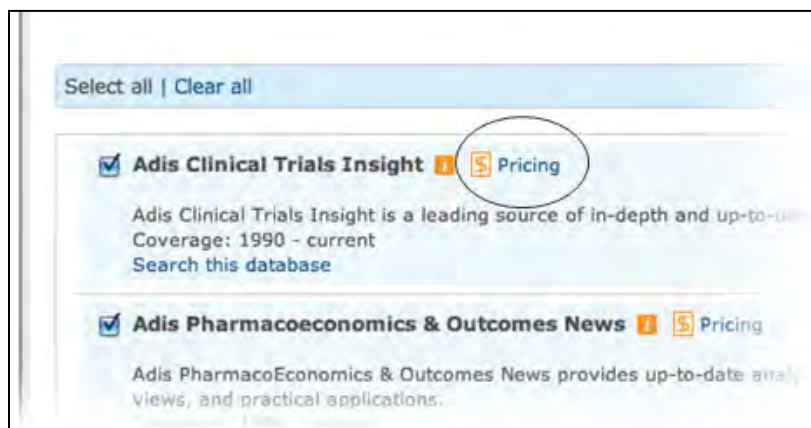 Select all | Clear all
Adis Clinical Trials Insight i $ Pricing
Adis Clinical Trials Insight is a leading source of in-depth and up-to-
Coverage: 1990 - current
Search this database
Adis Pharmacoeconomics & Outcomes News i $ Pricing
Adis PharmacoEconomics & Outcomes News provides up-to-date
views, and practical applications.